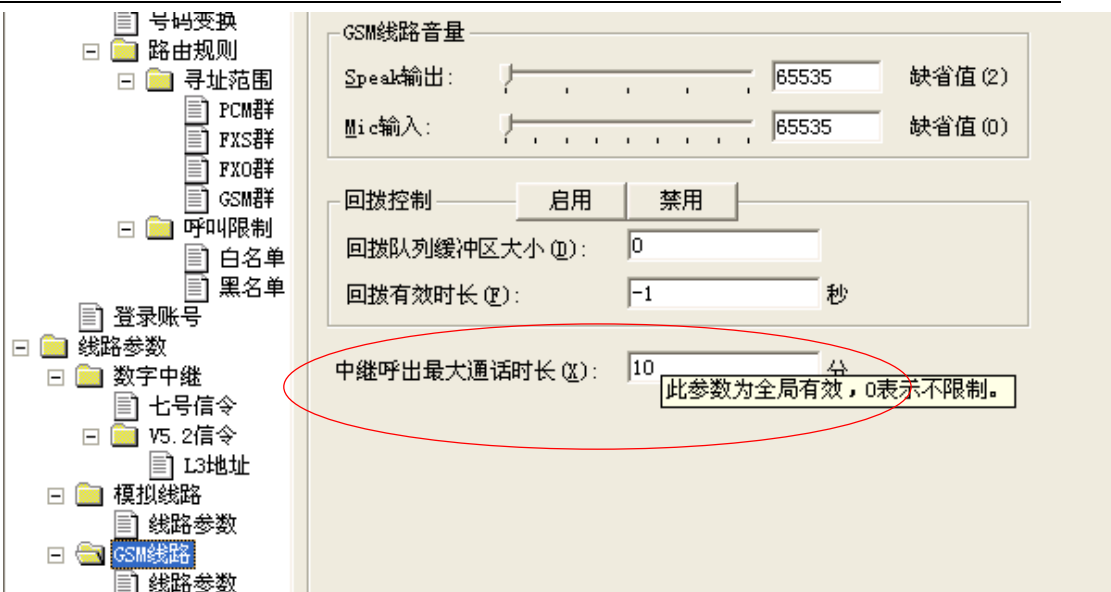 号码变换
路由规则
寻址范围
PCM群
FXS群
FXO群
GSM群
呼叫限制
白名单
黑名单
登录账号
线路参数
数字中继
七号信令
V5.2信令
L3地址
模拟线路
线路参数
GSM线路
线路参数
GSM线路音量
Speak输出: 65535 缺省值(2)
Mic输入: 65535 缺省值(0)
回拨控制 启用 禁用
回拨队列缓冲区大小(D): 0
回拨有效时长(F): -1 秒
中继呼出最大通话时长(X): 10 分
此参数为全局有效，0表示不限制。